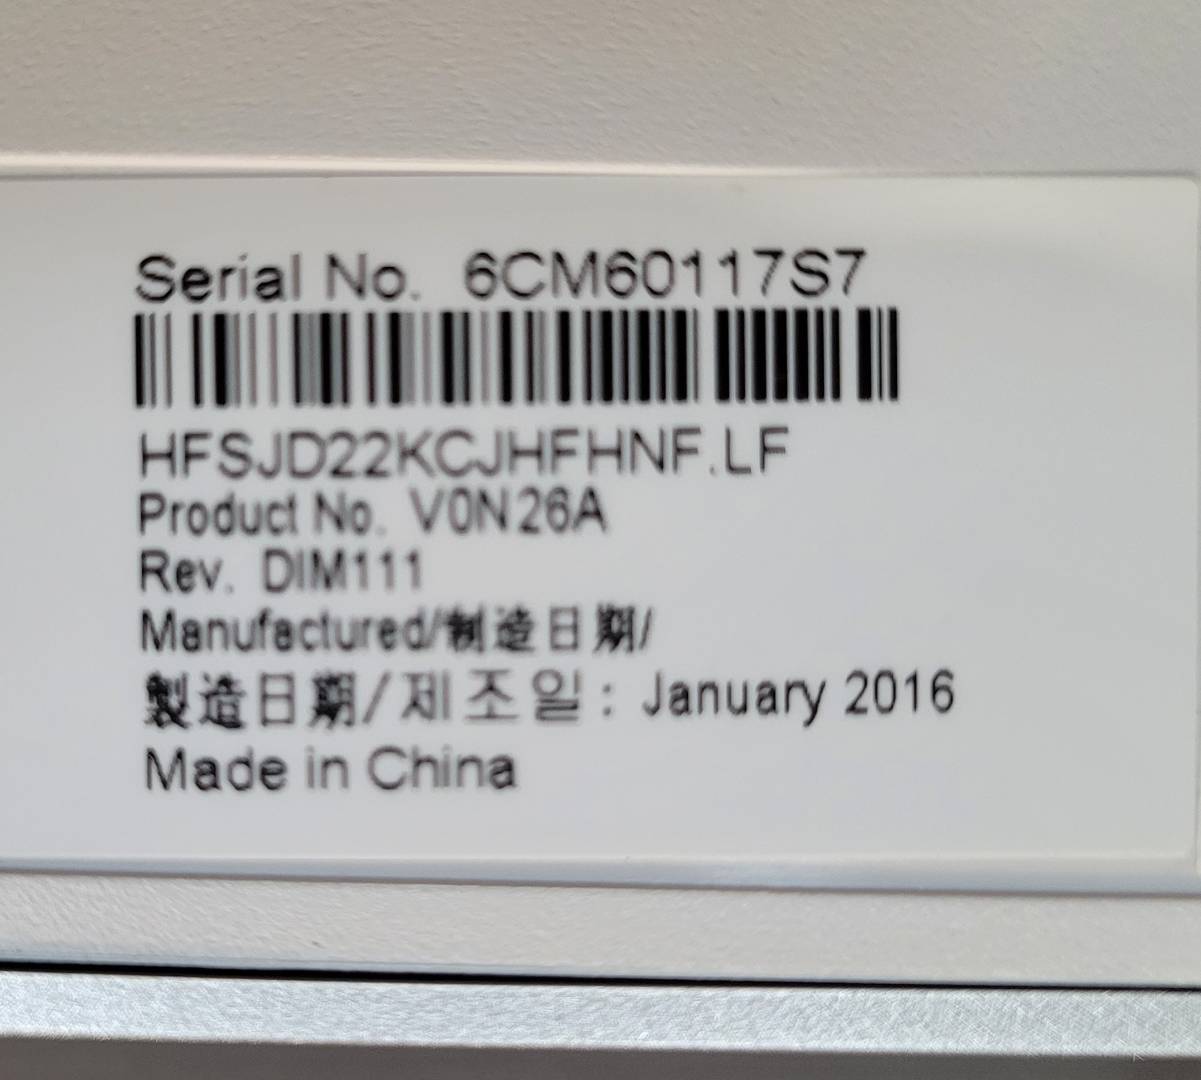 Serial No. 6CM60117S7
HFSJD22KCJHFHNF.LF
Product No. V0N26A
Rev. DIM111
Manufactured/制造日期/
製造日期/제조일: January 2016
Made in China